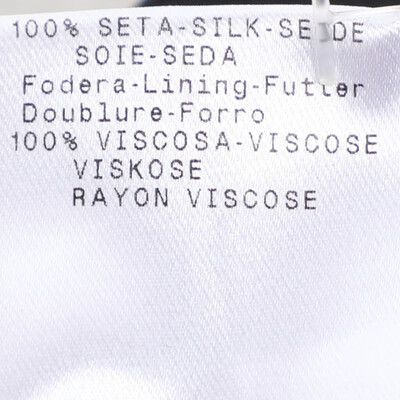 100% SETA-SILK-SEIDE
SOIE-SEDA
Fodera-Lining-Futter
Doublure-Forro
100% VISCOSA-VISCOSE
VISKOSE
RAYON VISCOSE